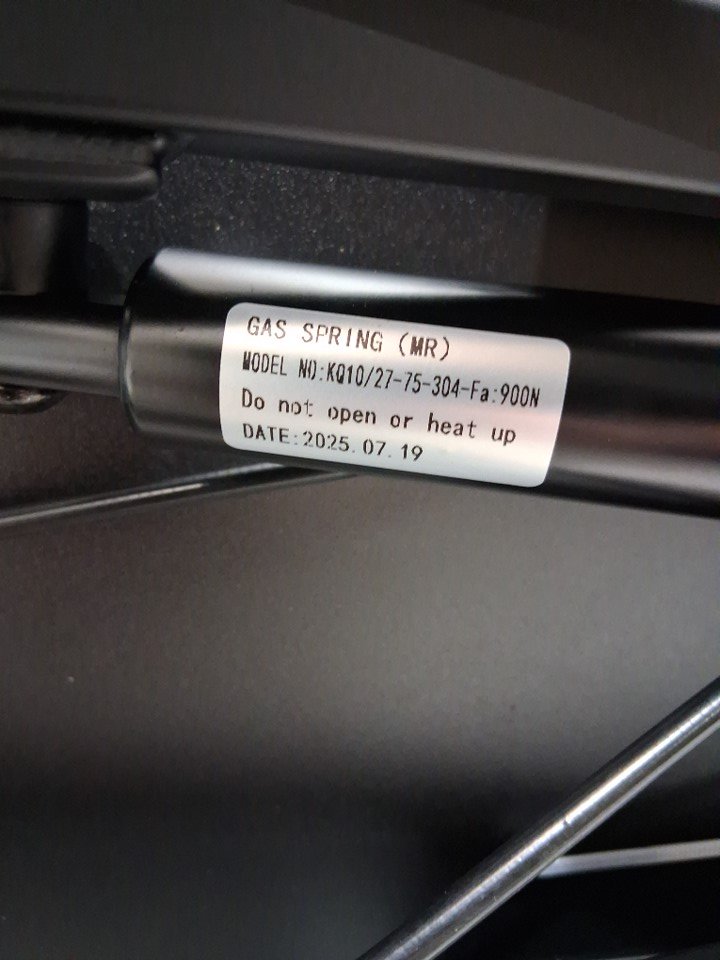 GAS SPRING (MR)
MODEL NO:KQ10/27-75-304-Fa:900N
Do not open or heat up
DATE:2025.07.19